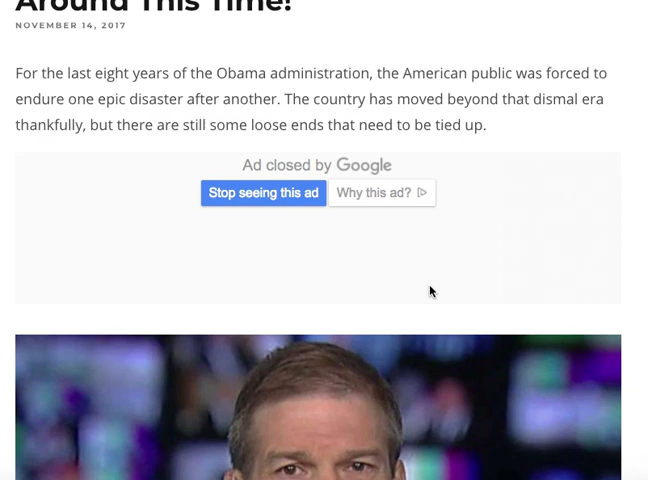 Around This Time!
NOVEMBER 14, 2017
For the last eight years of the Obama administration, the American public was forced to
endure one epic disaster after another. The country has moved beyond that dismal era
thankfully, but there are still some loose ends that need to be tied up.
Ad closed by Google
Stop seeing this ad Why this ad?